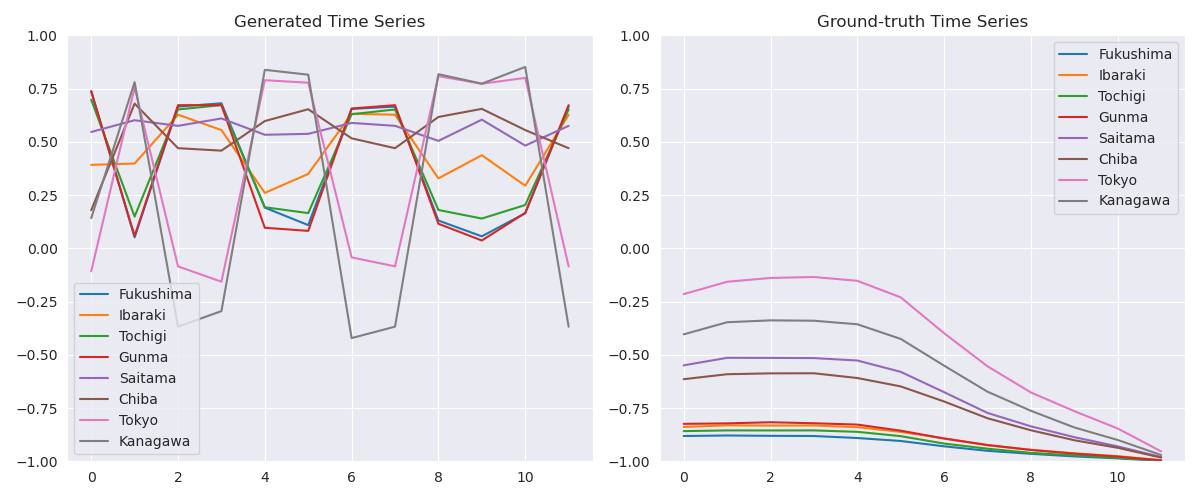 Generated Time Series
1.00
0.75
0.50
0.25
0.00
−0.25
−0.50
−0.75
−1.00
0 2 4 6 8 10
Fukushima
Ibaraki
Tochigi
Gunma
Saitama
Chiba
Tokyo
Kanagawa
Ground-truth Time Series
1.00
0.75
0.50
0.25
0.00
−0.25
−0.50
−0.75
−1.00
0 2 4 6 8 10
Fukushima
Ibaraki
Tochigi
Gunma
Saitama
Chiba
Tokyo
Kanagawa